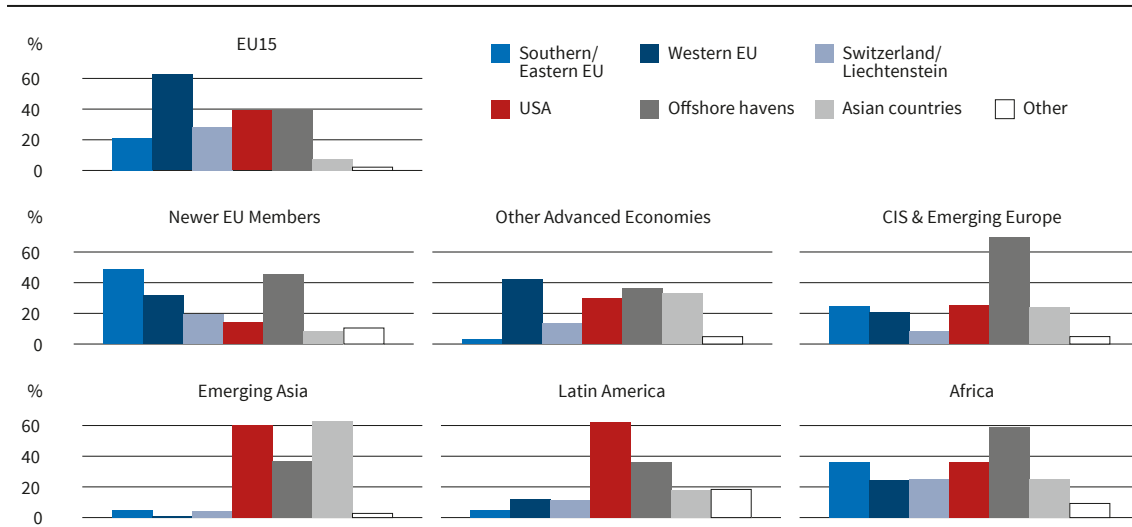 %
EU15
60
40
20
0
Southern/
Eastern EU
Western EU
Switzerland/
Liechtenstein
USA
Offshore havens
Asian countries
Other
%
Newer EU Members
Other Advanced Economies
CIS & Emerging Europe
60
40
20
0
%
Emerging Asia
Latin America
Africa
60
40
20
0